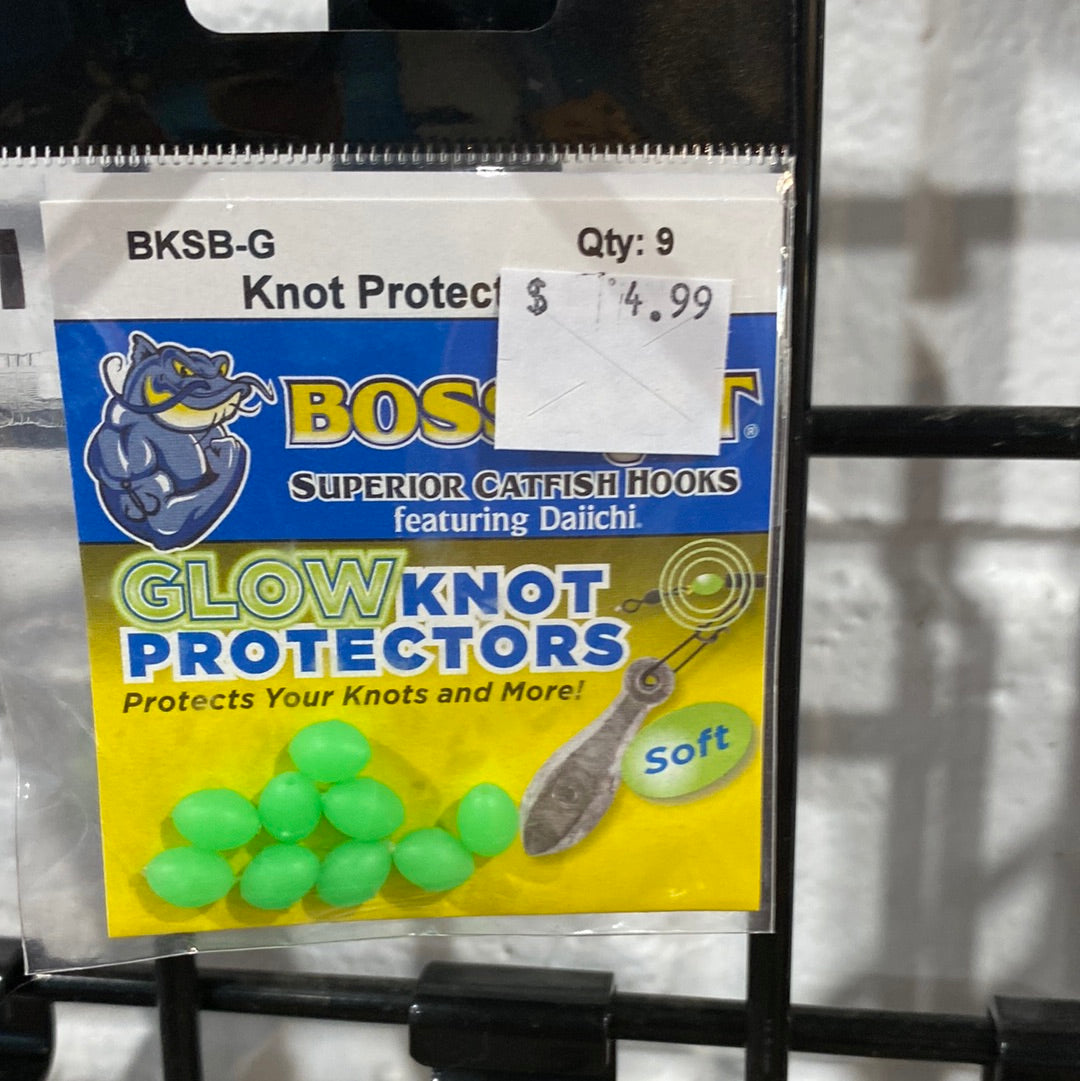 BKSB-G Qty: 9
Knot Protect
$ 4.99
BOSS
SUPERIOR CATFISH HOOKS
featuring Daiichi.
GLOW KNOT
PROTECTORS
Protects Your Knots and More!
Soft